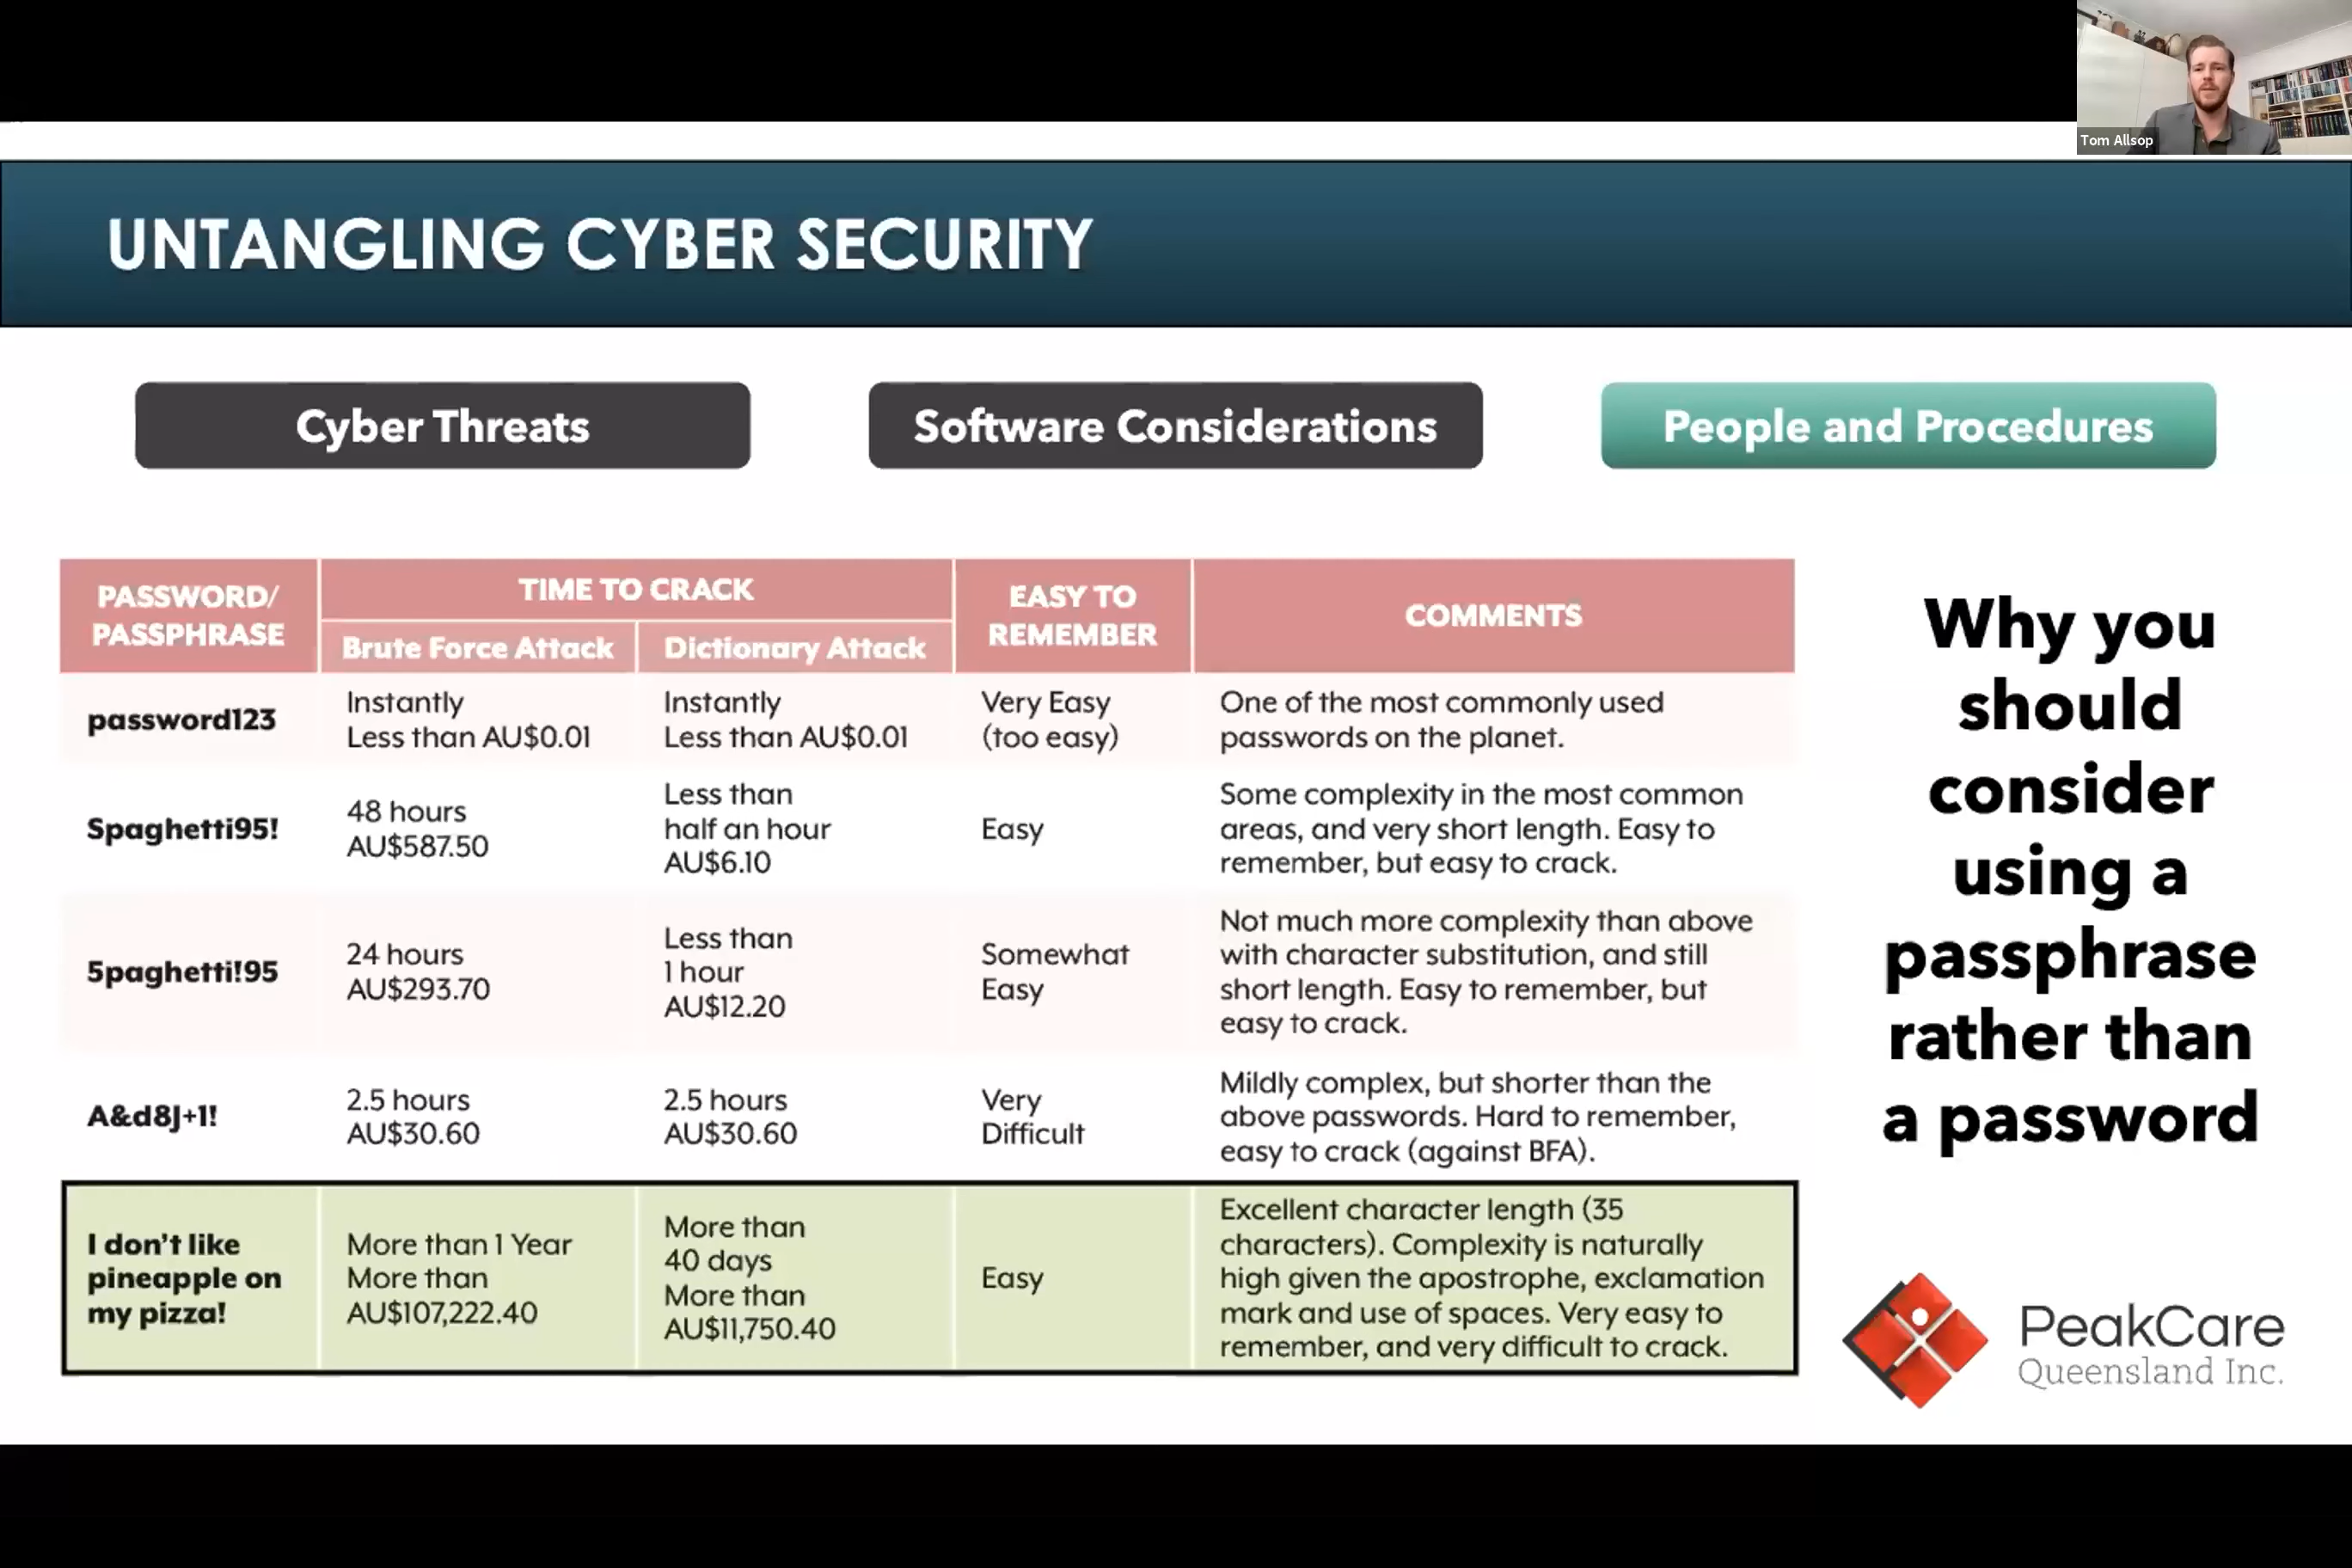 Tom Allsop
UNTANGLING CYBER SECURITY
Cyber Threats
Software Considerations
People and Procedures
PASSWORD/
PASSPHRASE
TIME TO CRACK
Brute Force Attack
Dictionary Attack
EASY TO
REMEMBER
COMMENTS
password123
Instantly
Less than AU$0.01
Instantly
Less than AU$0.01
Very Easy
(too easy)
One of the most commonly used
passwords on the planet.
Spaghetti95!
48 hours
AU$587.50
Less than
half an hour
AU$6.10
Easy
Some complexity in the most common
areas, and very short length. Easy to
remember, but easy to crack.
5paghetti!95
24 hours
AU$293.70
Less than
1 hour
AU$12.20
Somewhat
Easy
Not much more complexity than above
with character substitution, and still
short length. Easy to remember, but
easy to crack.
A&d8J+1!
2.5 hours
AU$30.60
2.5 hours
AU$30.60
Very
Difficult
Mildly complex, but shorter than the
above passwords. Hard to remember,
easy to crack (against BFA).
I don't like
pineapple on
my pizza!
More than 1 Year
More than
AU$107,222.40
More than
40 days
More than
AU$11,750.40
Easy
Excellent character length (35
characters). Complexity is naturally
high given the apostrophe, exclamation
mark and use of spaces. Very easy to
remember, and very difficult to crack.
Why you
should
consider
using a
passphrase
rather than
a password
PeakCare
Queensland Inc.